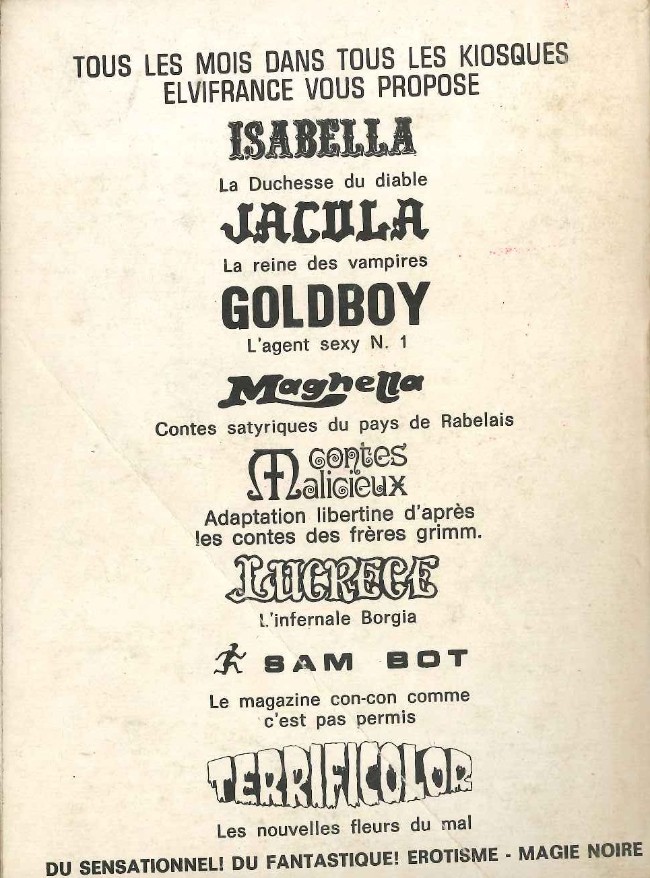 TOUS LES MOIS DANS TOUS LES KIOSQUES
ELVIFRANCE VOUS PROPOSE
ISABELLA
La Duchesse du diable
JACULA
La reine des vampires
GOLDBOY
L'agent sexy N. 1
Maghella
Contes satyriques du pays de Rabelais
contes
Malicieux
Adaptation libertine d'après
les contes des frères grimm.
LUCRECE
L'infernale Borgia
SAM BOT
Le magazine con-con comme
c'est pas permis
TERRIFICOLOR
Les nouvelles fleurs du mal
DU SENSATIONNEL! DU FANTASTIQUE! EROTISME - MAGIE NOIRE